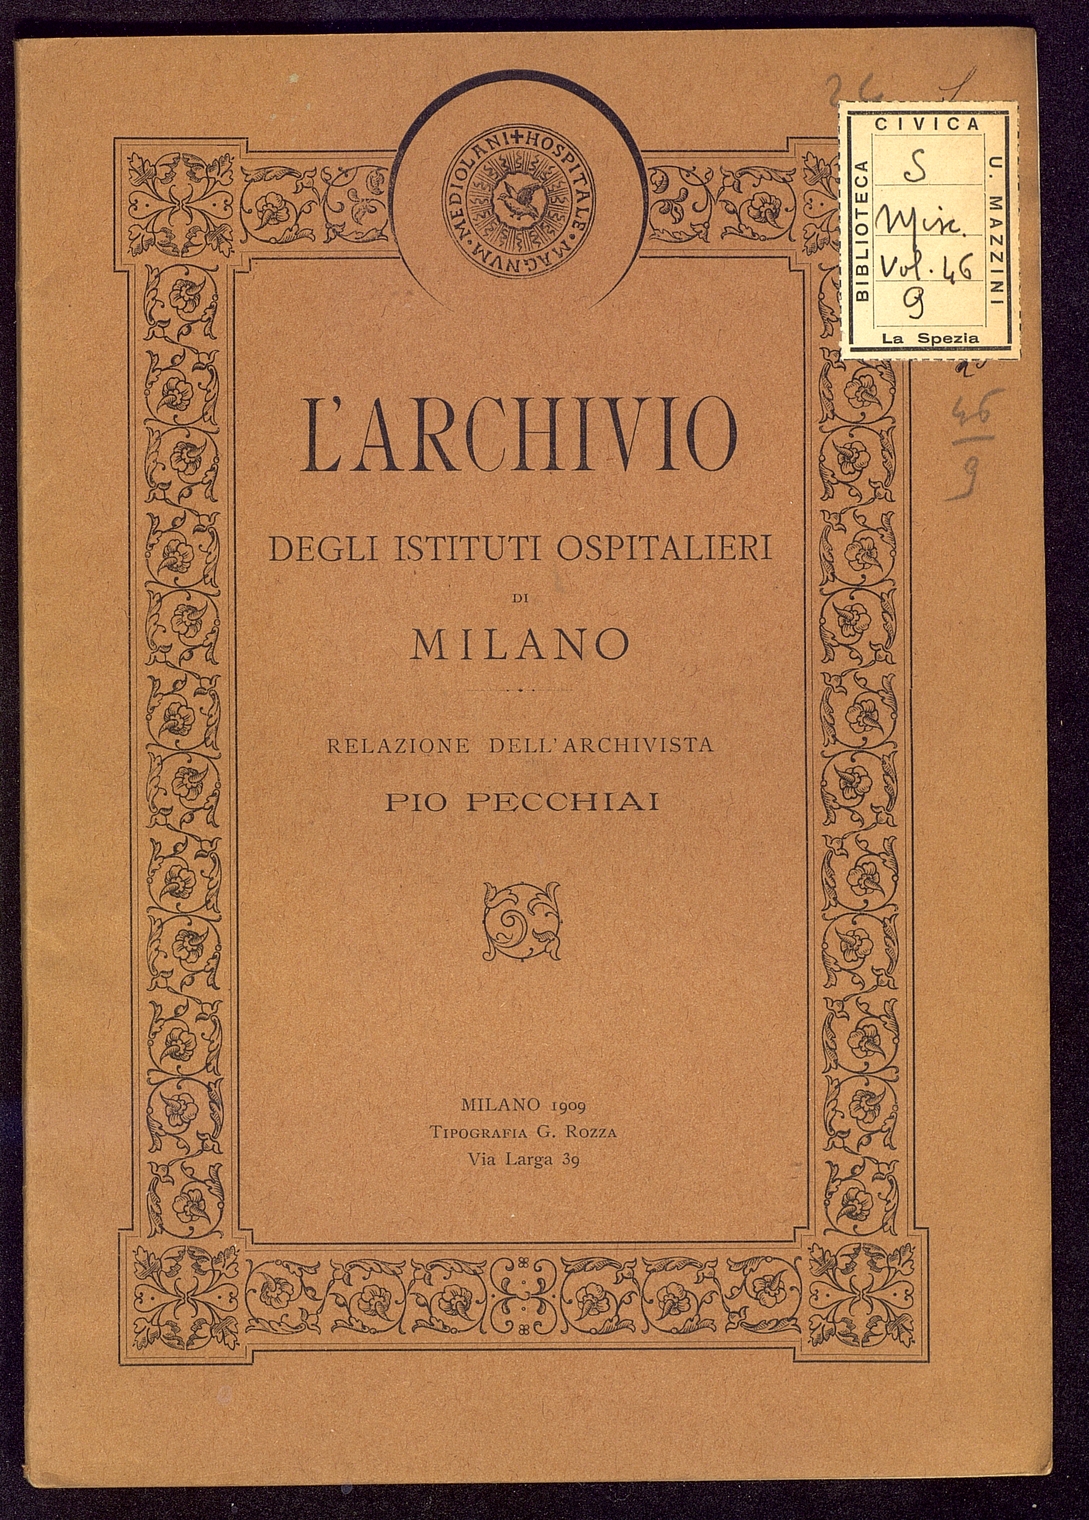 MEDIOLANI + HOSPITALE • MAGNVM •
CIVICA
BIBLIOTECA
U. MAZZINI
S
Misc.
Vol. 46
9
La Spezia
46
9
L'ARCHIVIO
DEGLI ISTITUTI OSPITALIERI
DI
MILANO
RELAZIONE DELL'ARCHIVISTA
PIO PECCHIAI
MILANO 1909
TIPOGRAFIA G. ROZZA
Via Larga 39